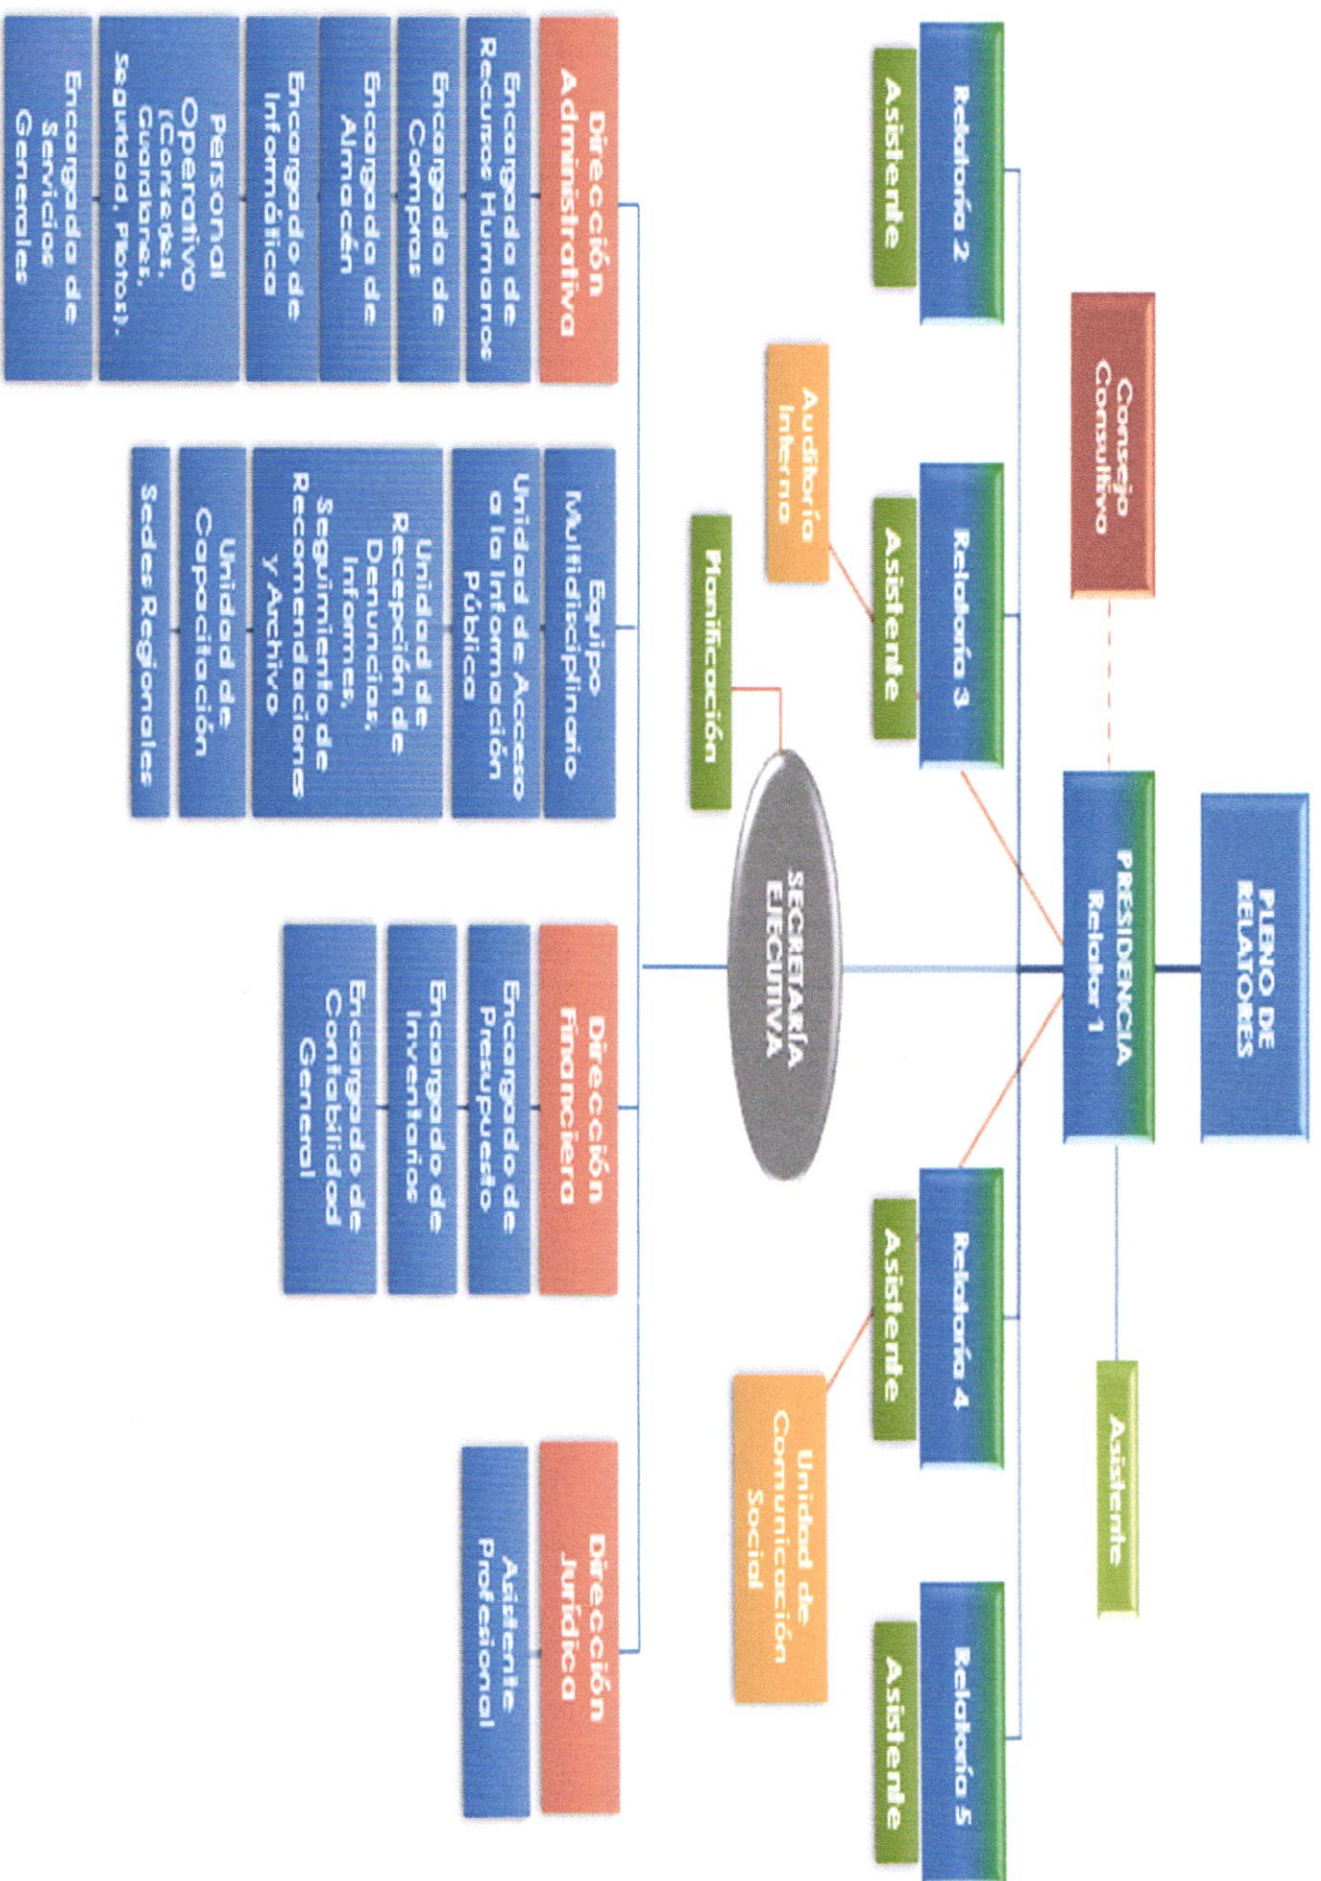 PLENO DE
RELATORES
PRESIDENCIA
Relator 1
Consejo
Consultivo
Asistente
Relatoría 2
Asistente
Relatoría 3
Asistente
Relatoría 4
Asistente
Relatoría 5
Asistente
Auditoría
Interna
Unidad de
Comunicación
Social
Planificación
SECRETARÍA
EJECUTIVA
Dirección
Administrativa
Encargada de
Recursos Humanos
Encargada de
Compras
Encargada de
Almacén
Encargado de
Informática
Personal
Operativo
(Conserjes,
Guardianes,
Seguridad, Pilotos).
Encargada de
Servicios
Generales
Equipo
Multidisciplinario
Unidad de Acceso
a la Información
Pública
Unidad de
Recepción de
Denuncias,
Informes,
Seguimiento de
Recomendaciones
y Archivo
Unidad de
Capacitación
Sedes Regionales
Dirección
Financiera
Encargado de
Presupuesto
Encargado de
Inventarios
Encargado de
Contabilidad
General
Dirección
Jurídica
Asistente
Profesional